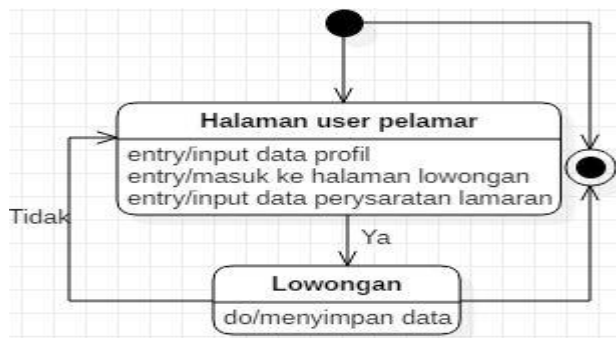 Halaman user pelamar
entry/input data profil
entry/masuk ke halaman lowongan
entry/input data perysaratan lamaran
Tidak
Ya
Lowongan
do/menyimpan data